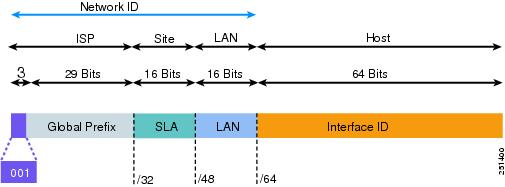 Network ID
ISP Site LAN Host
3 29 Bits 16 Bits 16 Bits 64 Bits
Global Prefix SLA LAN Interface ID
001 /32 /48 /64
251400